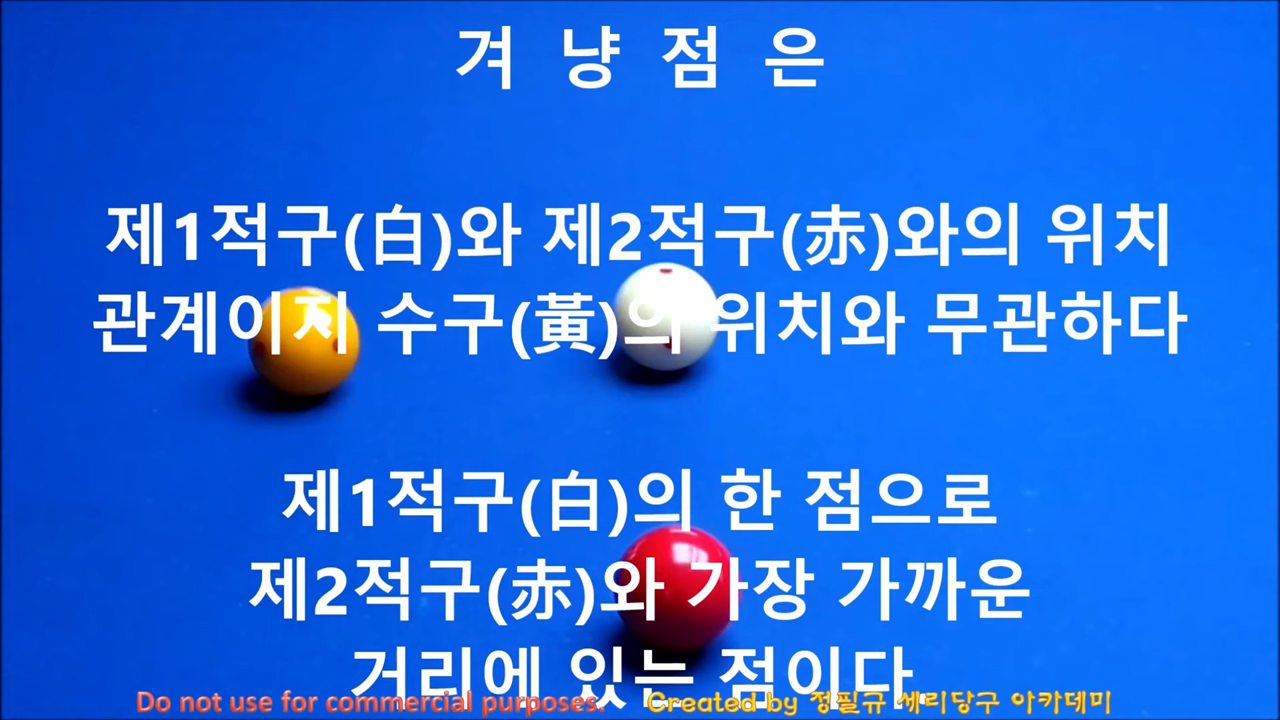 겨 냥 점 은
제1적구(白)와 제2적구(赤)와의 위치
관계이지 수구(黃)의 위치와 무관하다
제1적구(白)의 한 점으로
제2적구(赤)와 가장 가까운
거리에 있는 점이다.
Do not use for commercial purposes. Created by 정필규 세리당구 아카데미